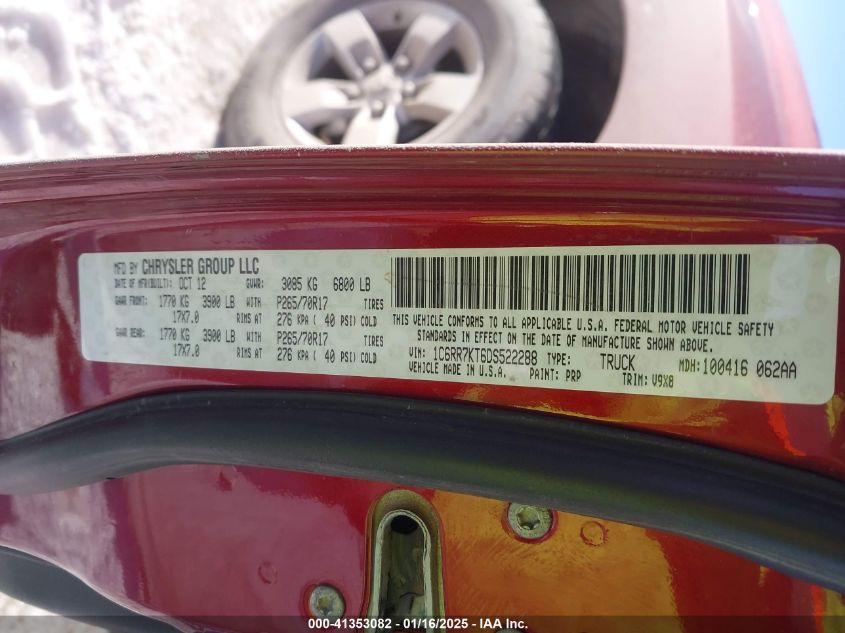 MFD BY CHRYSLER GROUP LLC
DATE OF MFR(BUILT): OCT 12 GVWR: 3085 KG 6800 LB
GAWR FRONT: 1770 KG 3900 LB WITH P265/70R17 TIRES
17X7.0 RIMS AT 276 KPA ( 40 PSI) COLD
GAWR REAR: 1770 KG 3900 LB WITH P265/70R17 TIRES
17X7.0 RIMS AT 276 KPA ( 40 PSI) COLD
THIS VEHICLE CONFORMS TO ALL APPLICABLE U.S.A. FEDERAL MOTOR VEHICLE SAFETY
STANDARDS IN EFFECT ON THE DATE OF MANUFACTURE SHOWN ABOVE.
VIN: 1C6RR7KT6DS522288 TYPE: TRUCK MDH: 100416 062AA
VEHICLE MADE IN U.S.A. PAINT: PRP TRIM: V9X8
000-41353082 - 01/16/2025 - IAA Inc.